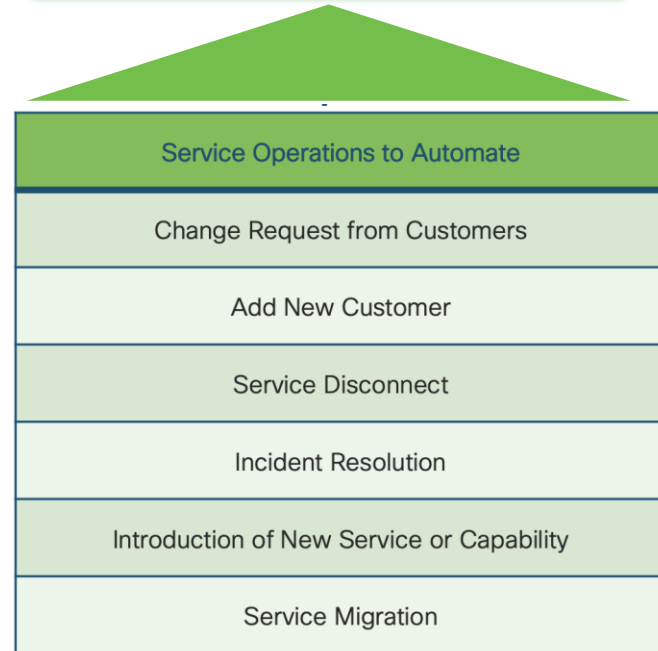 Service Operations to Automate
Change Request from Customers
Add New Customer
Service Disconnect
Incident Resolution
Introduction of New Service or Capability
Service Migration